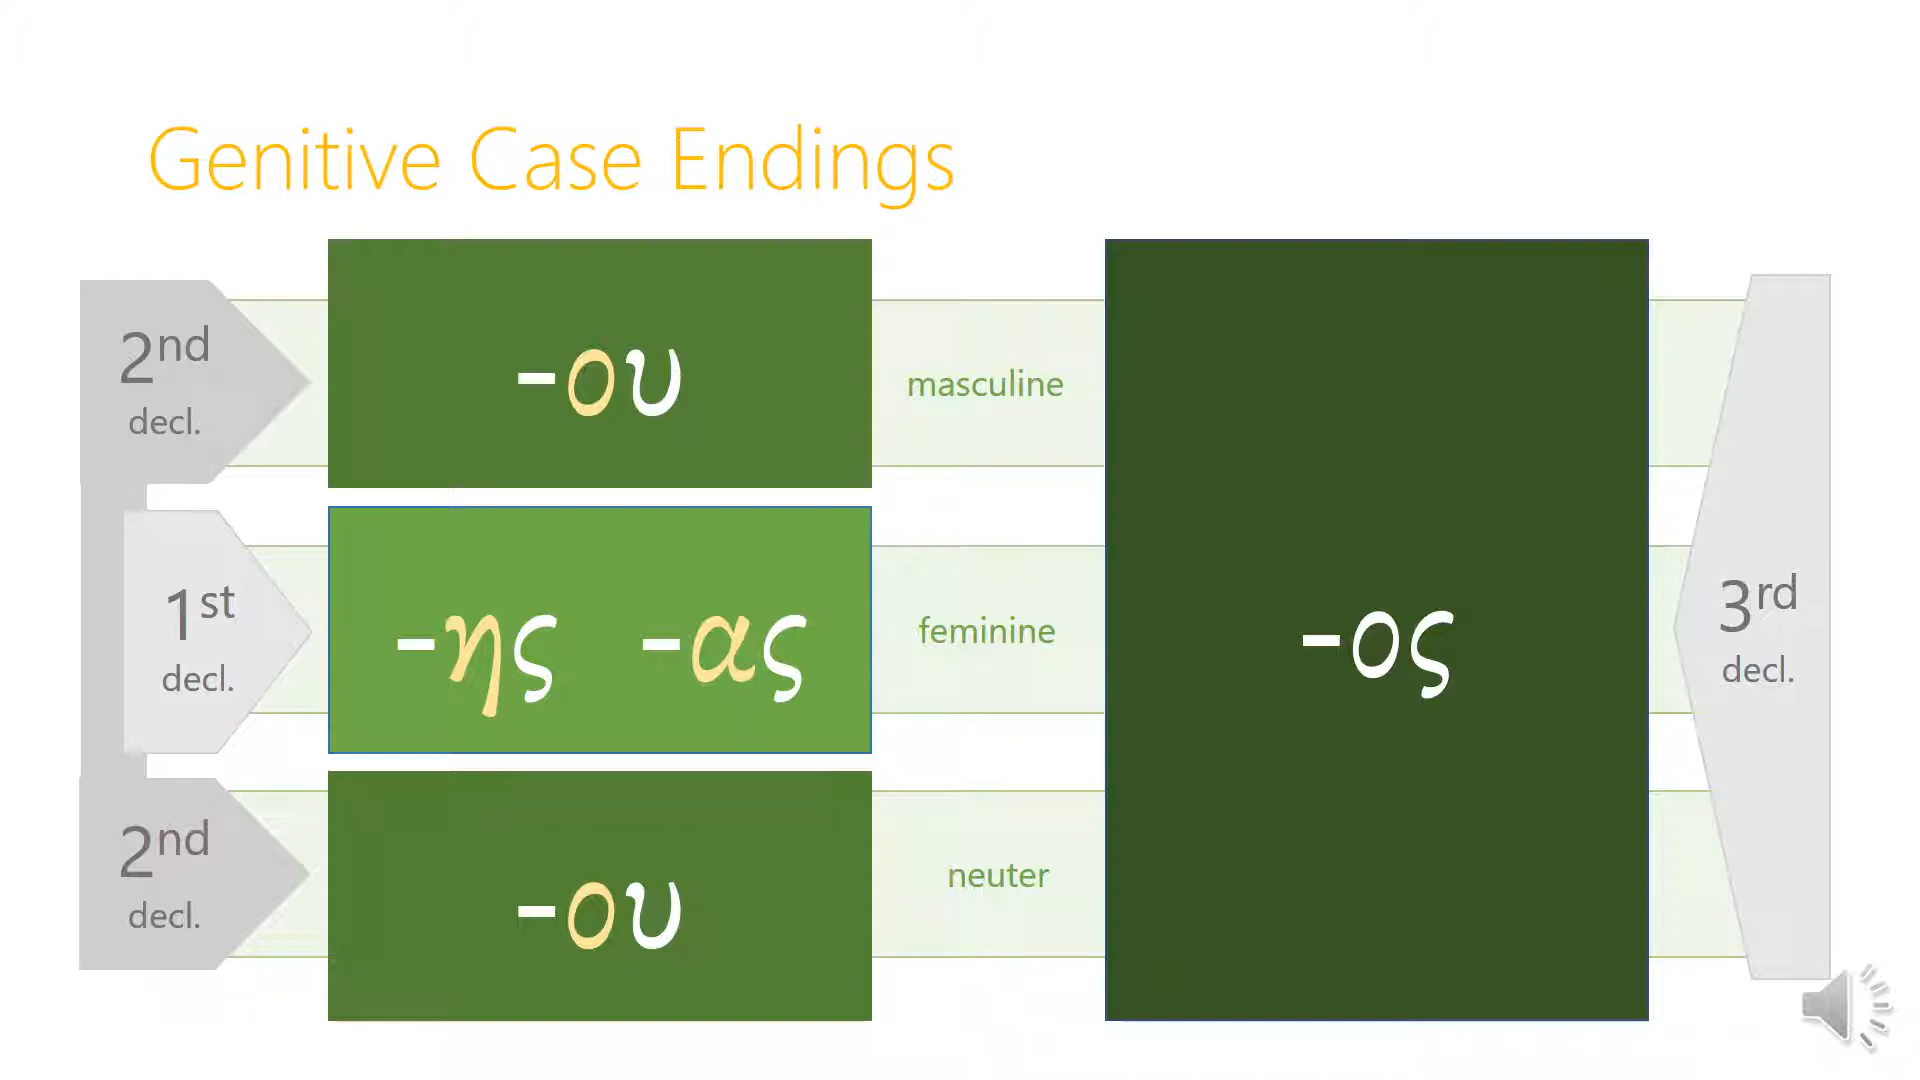 Genitive Case Endings
2nd
decl.
-ου
masculine
1st
decl.
-ης -ας
feminine
-ος
3rd
decl.
2nd
decl.
-ου
neuter